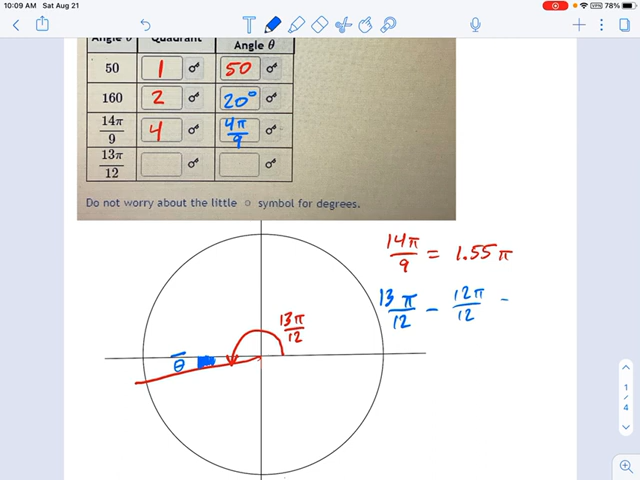 10:09 AM Sat Aug 21
78%
Quadrant
Angle θ
50 1 50
160 2 20°
14π/9 4 4π/9
13π/12
Do not worry about the little ○ symbol for degrees.
14π/9 = 1.55π
13π/12 − 12π/12 =
13π/12
θ̅
1/4